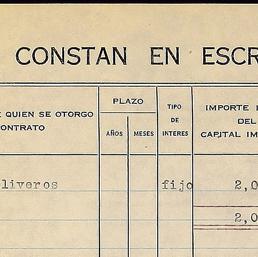 CONSTAN EN ESCR
E QUIEN SE OTORGO
ONTRATO
PLAZO
AÑOS MESES
TIPO
DE
INTERES
IMPORTE
DEL
CAPITAL IM
liveros fijo 2,0
2,0